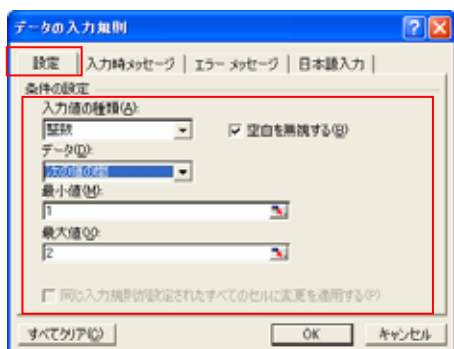 データの入力規則
設定 入力時メッセージ エラー メッセージ 日本語入力
条件の設定
入力値の種類(A):
整数 空白を無視する(B)
データ(D):
次の値の間
最小値(M):
1
最大値(X):
2
同じ入力規則が設定されたすべてのセルに変更を適用する(P)
すべてクリア(C) OK キャンセル